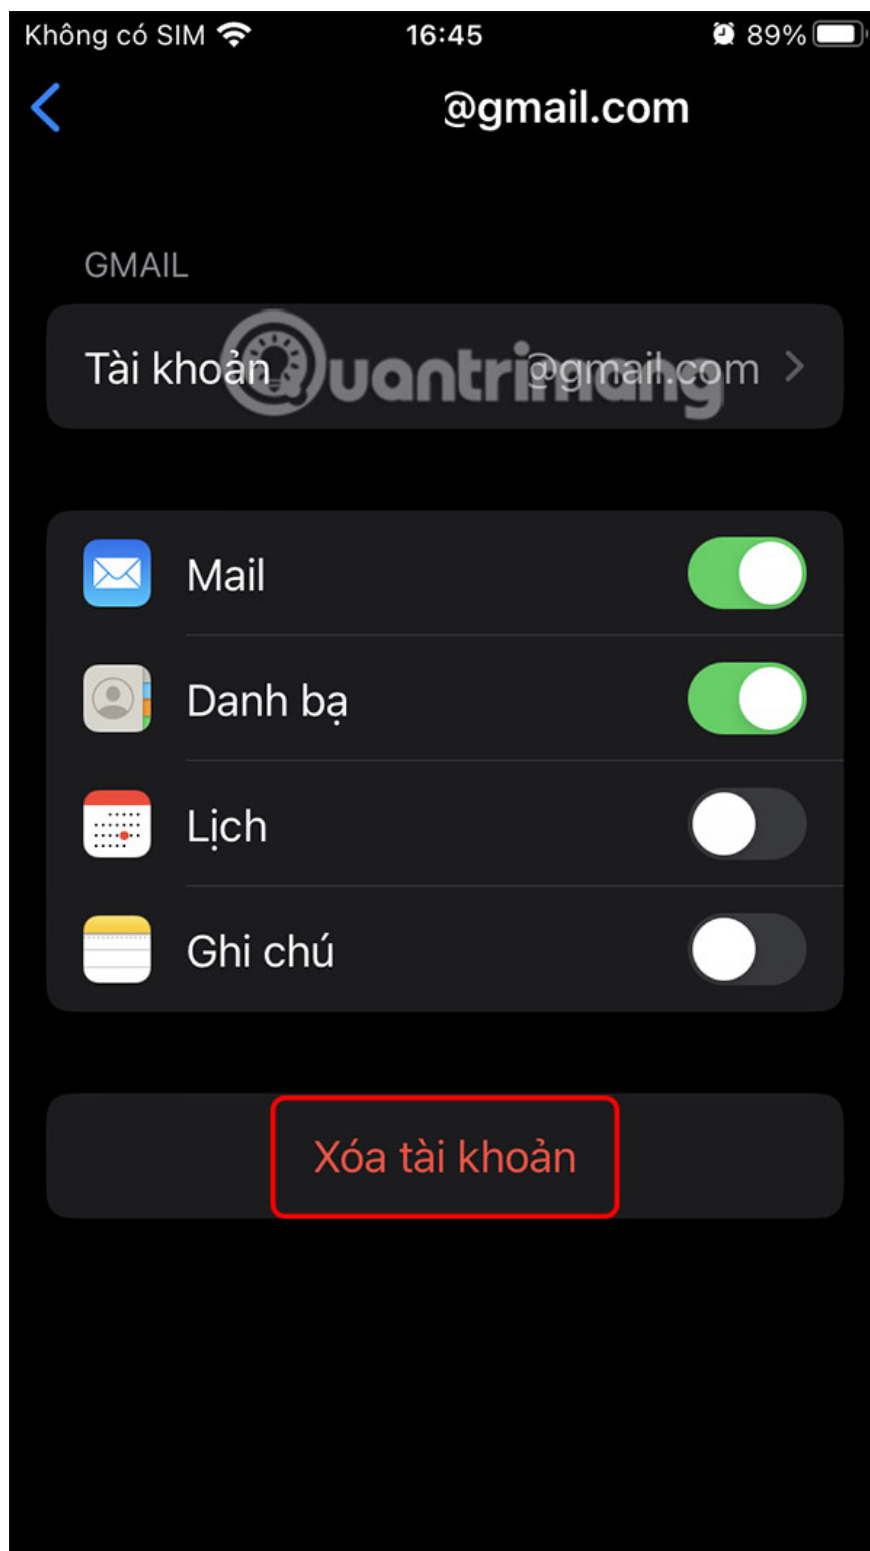 Không có SIM 16:45 89%
@gmail.com
GMAIL
Tài khoản @gmail.com
Quantrimang
Mail
Danh bạ
Lịch
Ghi chú
Xóa tài khoản